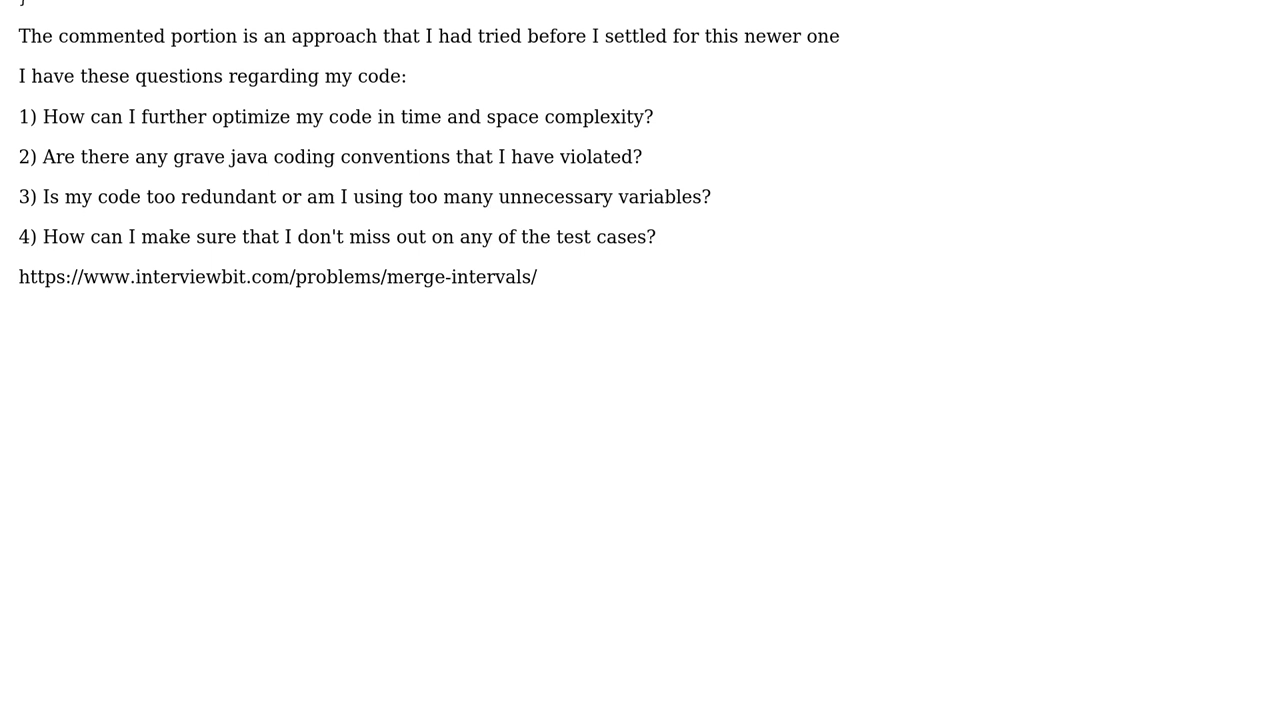 }
The commented portion is an approach that I had tried before I settled for this newer one
I have these questions regarding my code:
1) How can I further optimize my code in time and space complexity?
2) Are there any grave java coding conventions that I have violated?
3) Is my code too redundant or am I using too many unnecessary variables?
4) How can I make sure that I don't miss out on any of the test cases?
https://www.interviewbit.com/problems/merge-intervals/